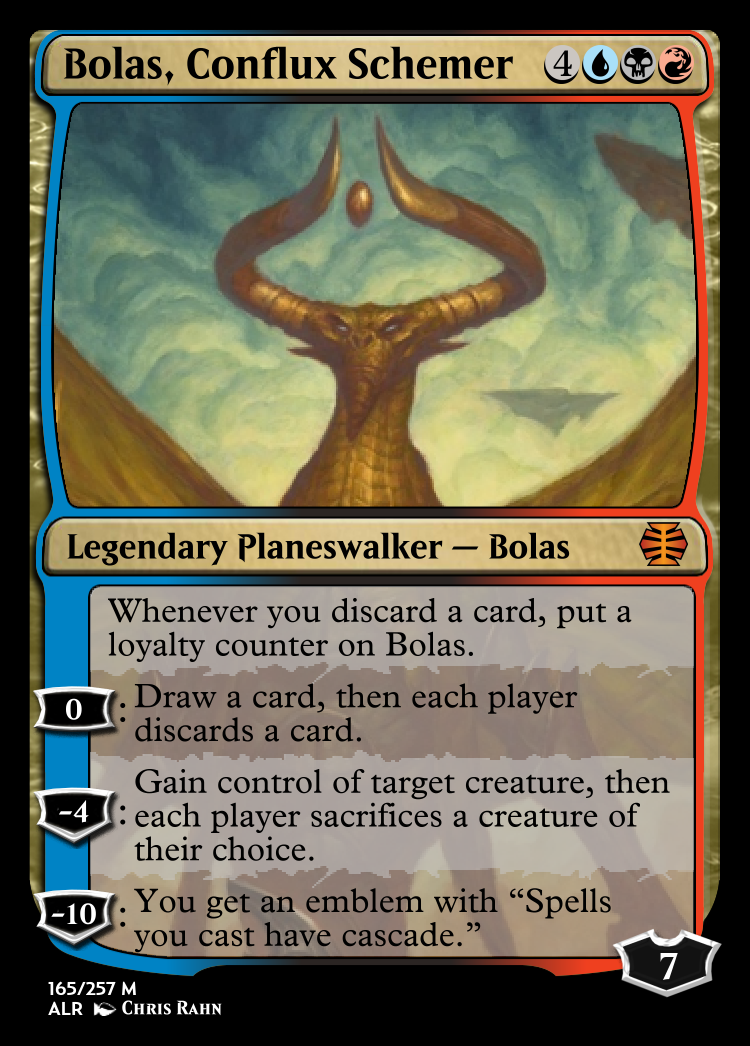 Bolas, Conflux Schemer 4
Legendary Planeswalker — Bolas
Whenever you discard a card, put a
loyalty counter on Bolas.
0: Draw a card, then each player
discards a card.
Gain control of target creature, then
-4: each player sacrifices a creature of
their choice.
-10: You get an emblem with “Spells
you cast have cascade.”
7
165/257 M
ALR Chris Rahn